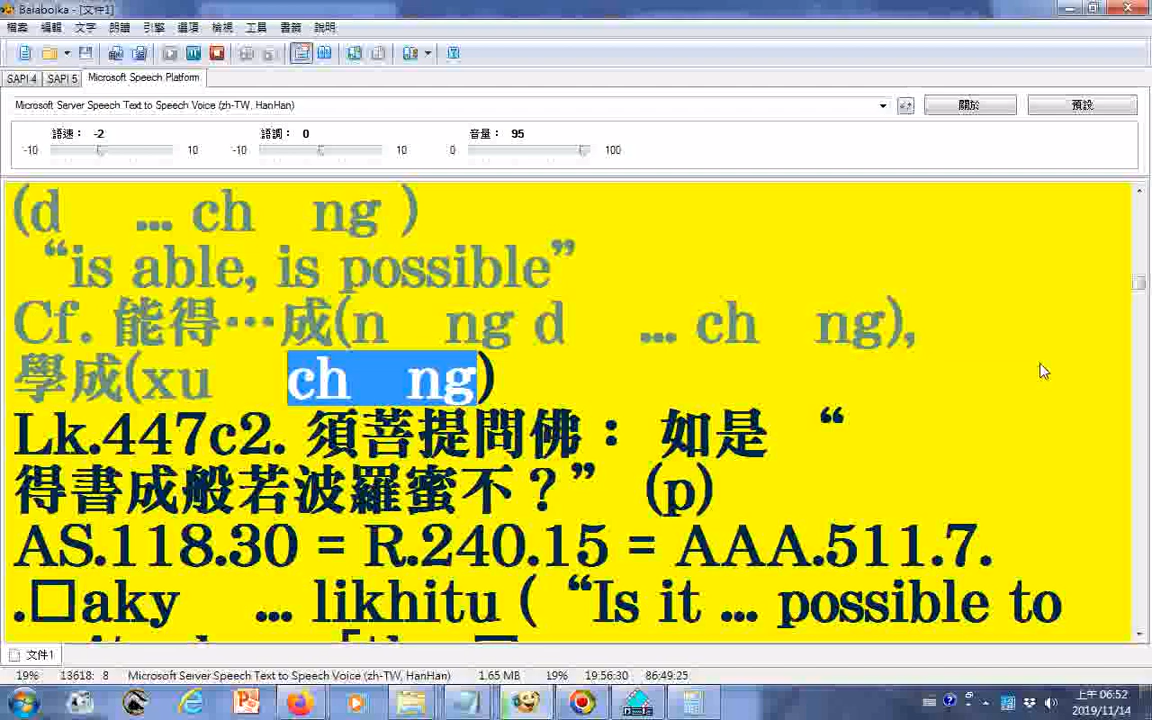 Balabolka - [文件1]
檔案 編輯 文字 朗讀 引擎 選項 檢視 工具 書籤 說明
SAPI 4 SAPI 5 Microsoft Speech Platform
Microsoft Server Speech Text to Speech Voice (zh-TW, HanHan) 關於 預設
語速： -2 語調： 0 音量： 95
-10 10 -10 10 0 100
(d ... ch ng )
“is able, is possible”
Cf. 能得…成(n ng d ... ch ng),
學成(xu ch ng)
Lk.447c2. 須菩提問佛： 如是 “
得書成般若波羅蜜不？” (p)
AS.118.30 = R.240.15 = AAA.511.7.
.□aky ... likhitu (“Is it ... possible to
文件1
19% 13618: 8 Microsoft Server Speech Text to Speech Voice (zh-TW, HanHan) 1.65 MB 19% 19:56:30 86:49:25
上午 06:52
2019/11/14